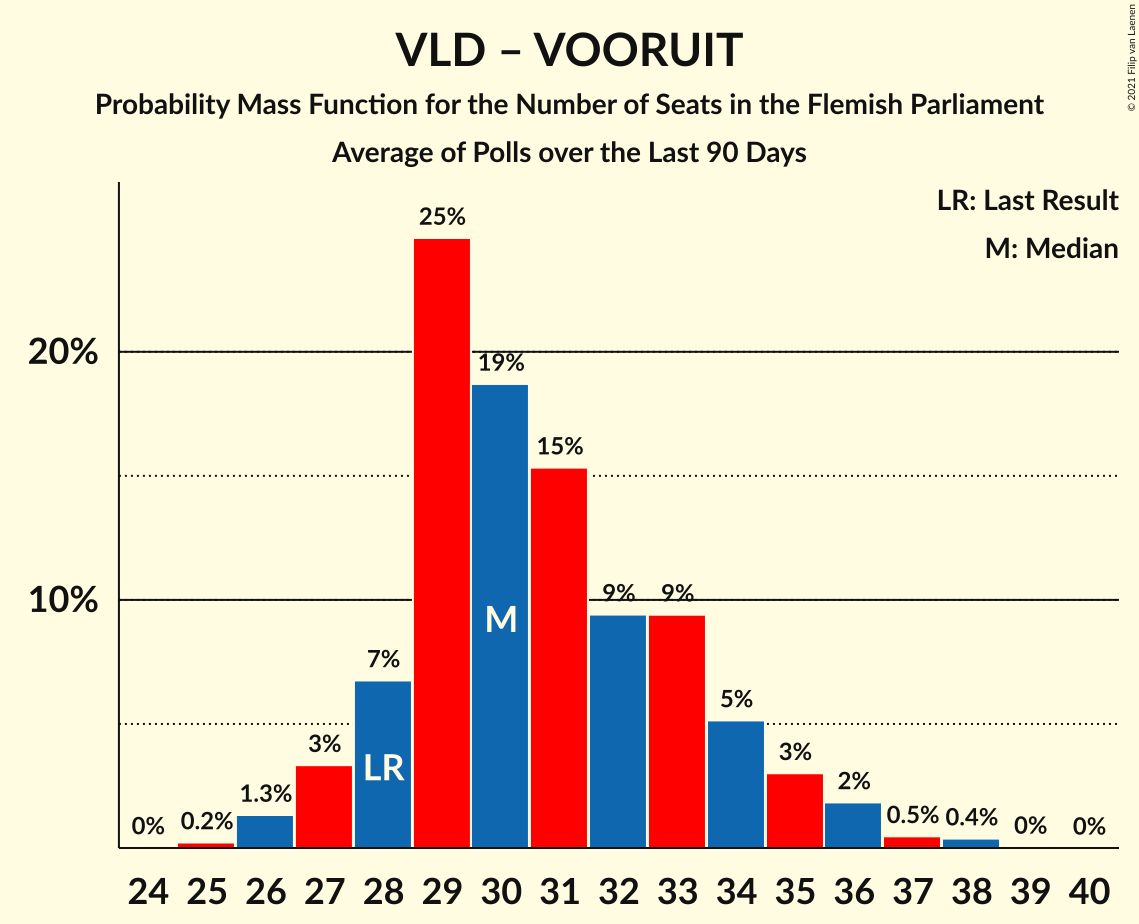 VLD – VOORUIT
Probability Mass Function for the Number of Seats in the Flemish Parliament
Average of Polls over the Last 90 Days
© 2021 Filip van Laenen
LR: Last Result
M: Median
25%
20%
19%
15%
10%
9% 9%
M
7%
5%
3%
LR
3%
2%
1.3%
0% 0.2%
0.5% 0.4% 0% 0%
24 25 26 27 28 29 30 31 32 33 34 35 36 37 38 39 40